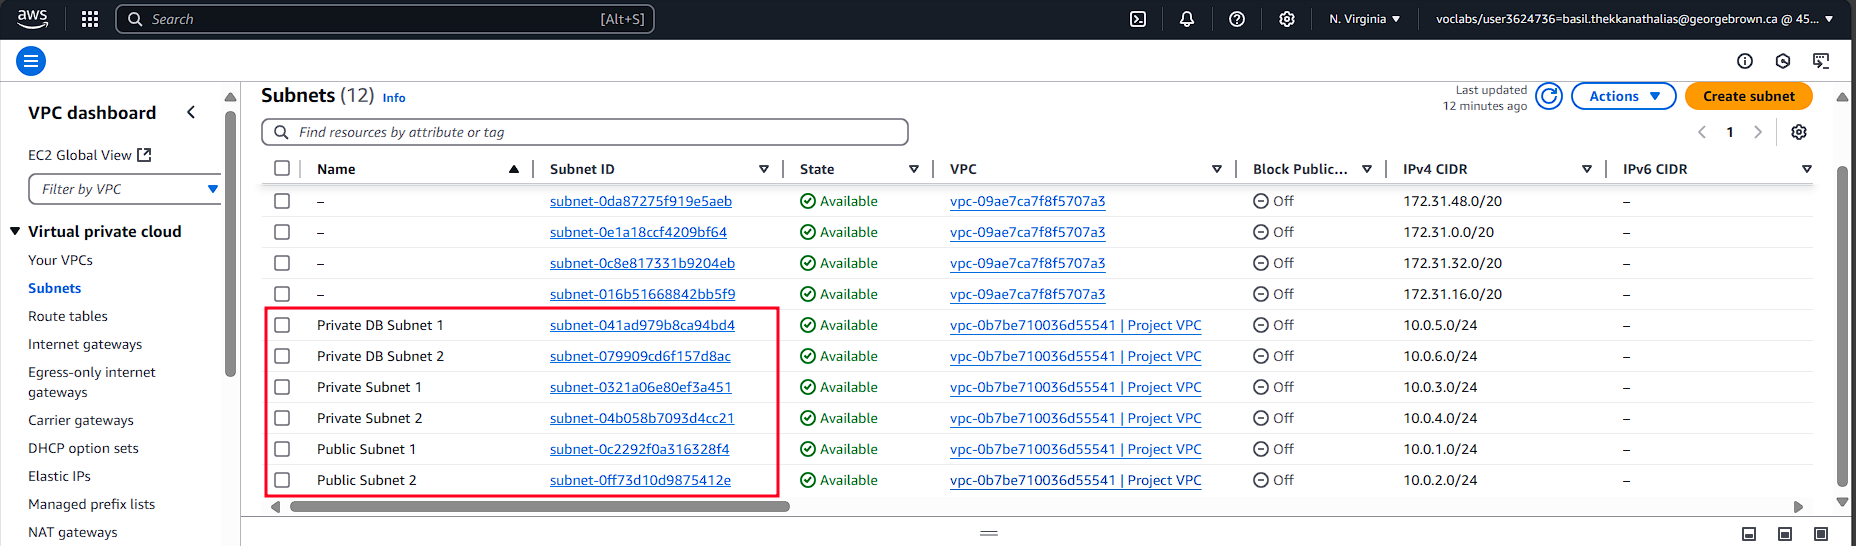 aws Search [Alt+S] N. Virginia voclabs/user3624736=basil.thekkanathalias@georgebrown.ca @ 45...
VPC dashboard
EC2 Global View
Filter by VPC
Virtual private cloud
Your VPCs
Subnets
Route tables
Internet gateways
Egress-only internet
gateways
Carrier gateways
DHCP option sets
Elastic IPs
Managed prefix lists
NAT gateways
Subnets (12) Info
Last updated
12 minutes ago
Actions
Create subnet
Find resources by attribute or tag
1
Name Subnet ID State VPC Block Public... IPv4 CIDR IPv6 CIDR
– subnet-0da87275f919e5aeb Available vpc-09ae7ca7f8f5707a3 Off 172.31.48.0/20 –
– subnet-0e1a18ccf4209bf64 Available vpc-09ae7ca7f8f5707a3 Off 172.31.0.0/20 –
– subnet-0c8e817331b9204eb Available vpc-09ae7ca7f8f5707a3 Off 172.31.32.0/20 –
– subnet-016b51668842bb5f9 Available vpc-09ae7ca7f8f5707a3 Off 172.31.16.0/20 –
Private DB Subnet 1 subnet-041ad979b8ca94bd4 Available vpc-0b7be710036d55541 | Project VPC Off 10.0.5.0/24 –
Private DB Subnet 2 subnet-079909cd6f157d8ac Available vpc-0b7be710036d55541 | Project VPC Off 10.0.6.0/24 –
Private Subnet 1 subnet-0321a06e80ef3a451 Available vpc-0b7be710036d55541 | Project VPC Off 10.0.3.0/24 –
Private Subnet 2 subnet-04b058b7093d4cc21 Available vpc-0b7be710036d55541 | Project VPC Off 10.0.4.0/24 –
Public Subnet 1 subnet-0c2292f0a316328f4 Available vpc-0b7be710036d55541 | Project VPC Off 10.0.1.0/24 –
Public Subnet 2 subnet-0ff73d10d9875412e Available vpc-0b7be710036d55541 | Project VPC Off 10.0.2.0/24 –